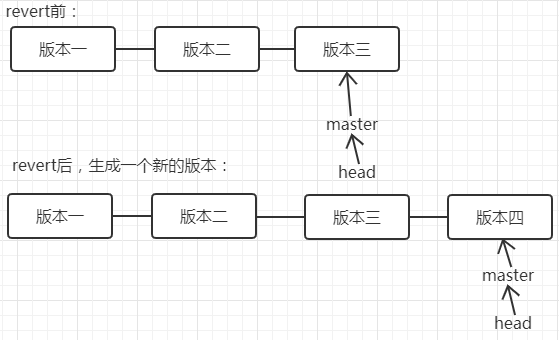 revert前：
版本一 版本二 版本三
master
head
revert后，生成一个新的版本：
版本一 版本二 版本三 版本四
master
head